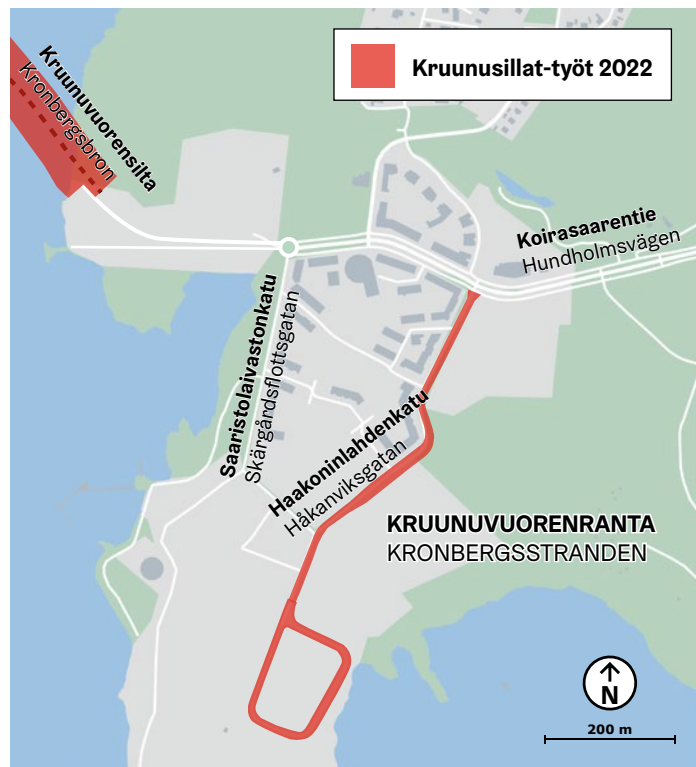 Kruunusillat-työt 2022
Kruunuvuorensilta
Kronbergsbron
Koirasaarentie
Hundholmsvägen
Saaristolaivastonkatu
Skärgårdsflottsgatan
Haakoninlahdenkatu
Håkanviksgatan
KRUUNUVUORENRANTA
KRONBERGSSTRANDEN
N
200 m